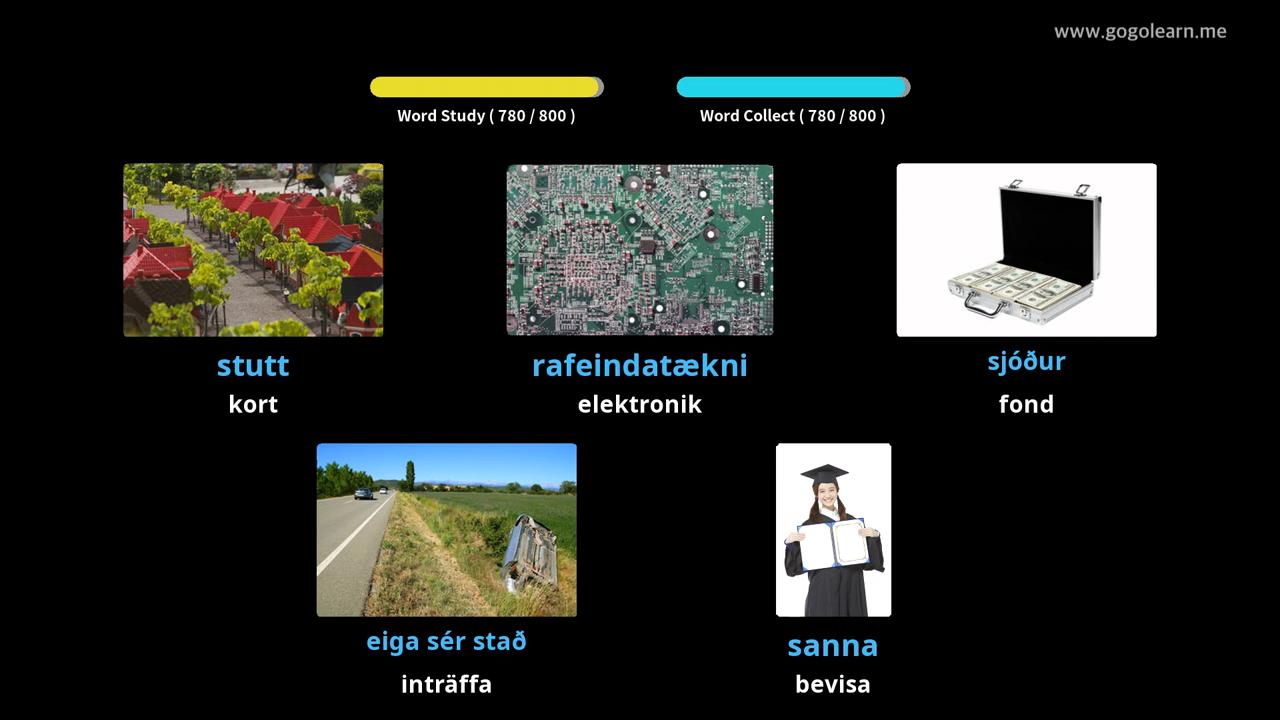 www.gogolearn.me
Word Study ( 780 / 800 )
Word Collect ( 780 / 800 )
stutt
kort
rafeindatækni
elektronik
sjóður
fond
eiga sér stað
inträffa
sanna
bevisa